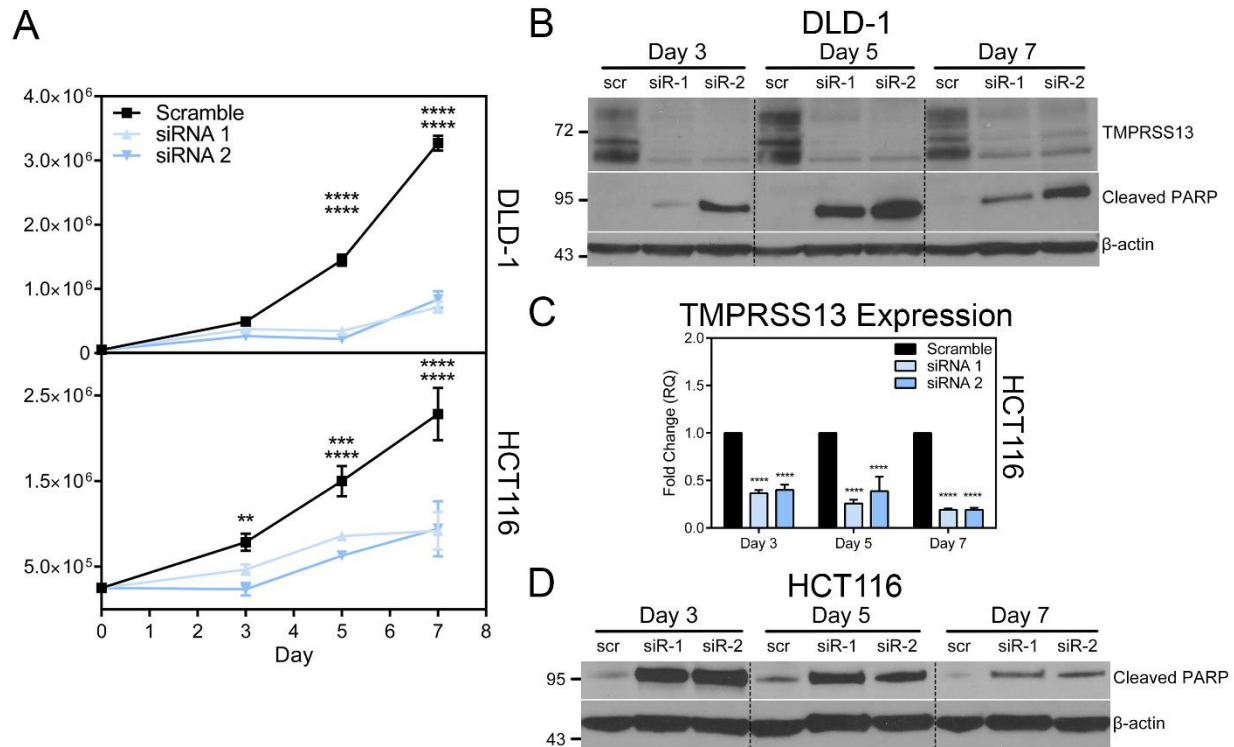 A
4.0×10⁶
3.0×10⁶
2.0×10⁶
1.0×10⁶
0
Scramble
siRNA 1
siRNA 2
****
****
****
****
DLD-1
2.5×10⁶
1.5×10⁶
5.0×10⁵
**
***
****
****
****
HCT116
0 1 2 3 4 5 6 7 8
Day
B
DLD-1
Day 3 Day 5 Day 7
scr siR-1 siR-2 scr siR-1 siR-2 scr siR-1 siR-2
72
TMPRSS13
95
Cleaved PARP
43
β-actin
C
TMPRSS13 Expression
2.0
1.5
1.0
0.5
0.0
Fold Change (RQ)
Scramble
siRNA 1
siRNA 2
**** **** **** **** **** ****
Day 3 Day 5 Day 7
HCT116
D
HCT116
Day 3 Day 5 Day 7
scr siR-1 siR-2 scr siR-1 siR-2 scr siR-1 siR-2
95
Cleaved PARP
43
β-actin